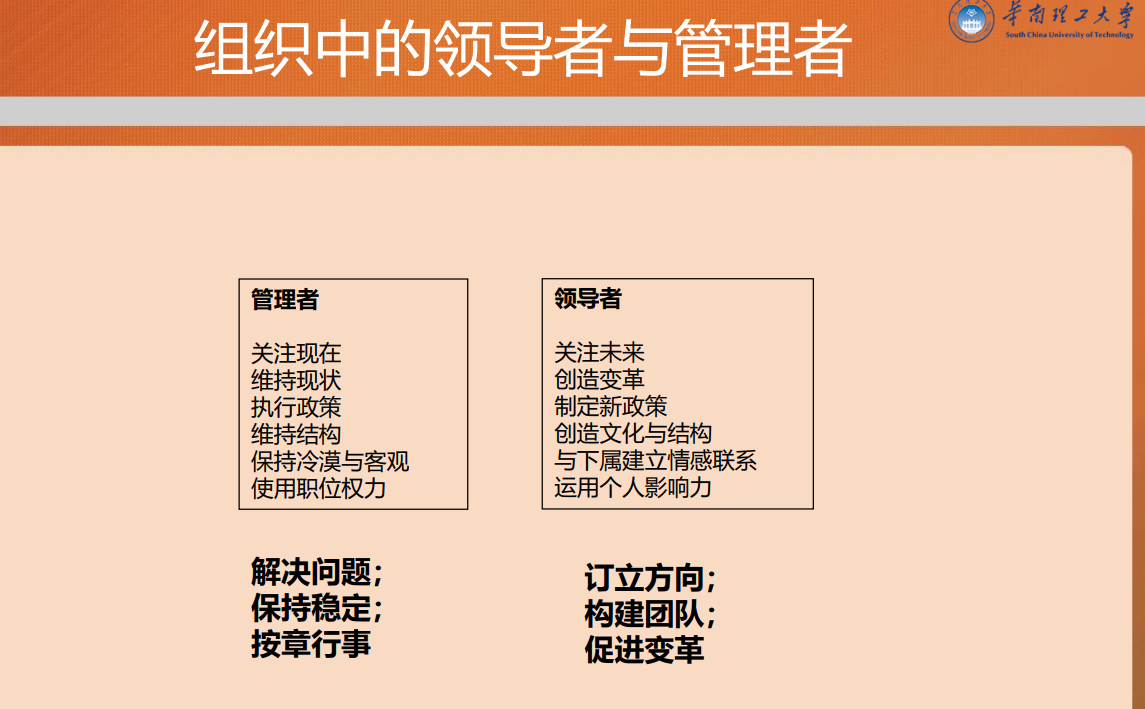 组织中的领导者与管理者
华南理工大学
South China University of Technology
管理者
关注现在
维持现状
执行政策
维持结构
保持冷漠与客观
使用职位权力
领导者
关注未来
创造变革
制定新政策
创造文化与结构
与下属建立情感联系
运用个人影响力
解决问题；
保持稳定；
按章行事
订立方向；
构建团队；
促进变革